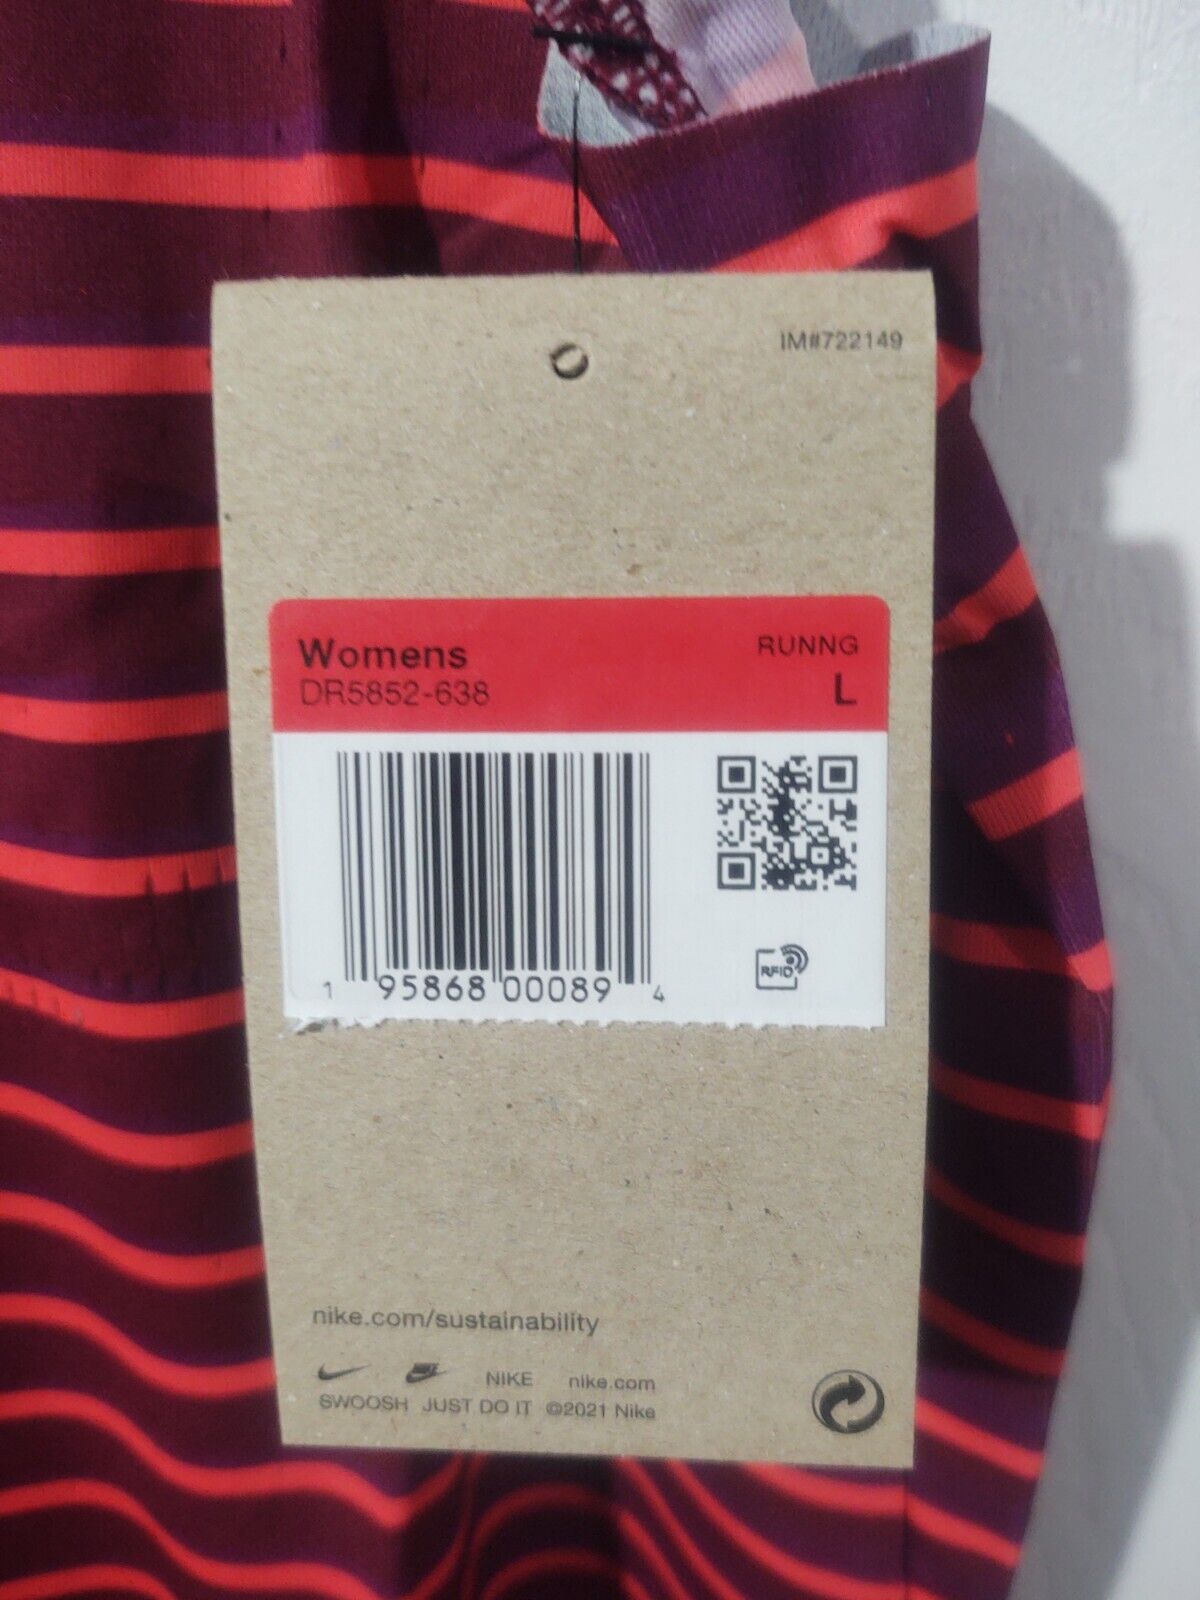 IM#722149
Womens RUNNG
DR5852-638 L
1 95868 00089 4
RFID
nike.com/sustainability
NIKE nike.com
SWOOSH JUST DO IT ©2021 Nike